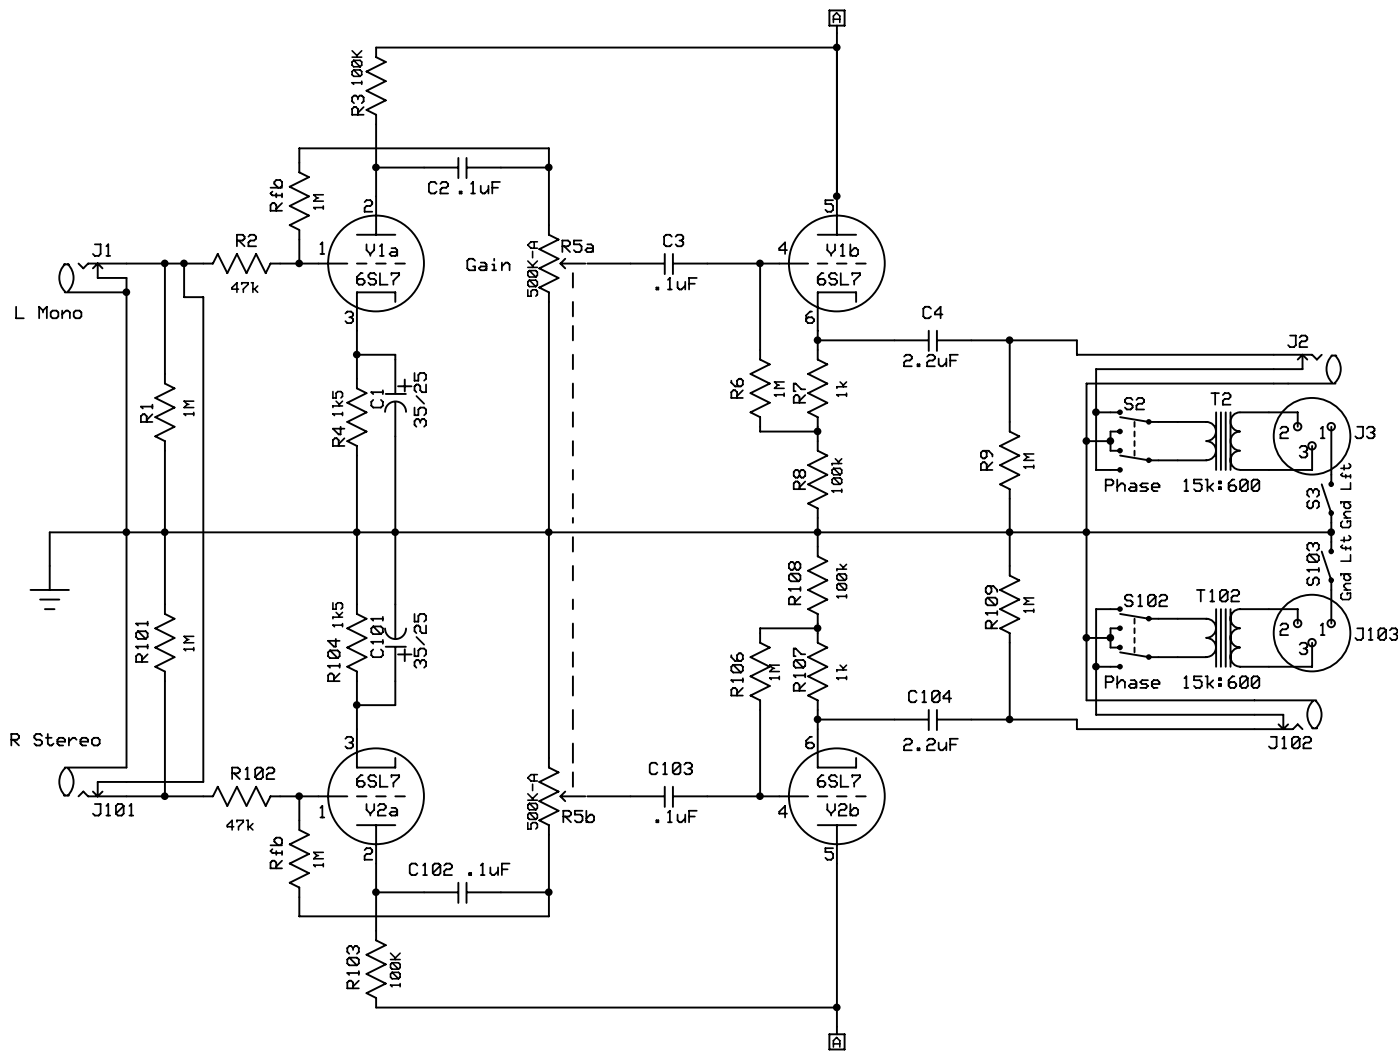 A
R3 100K
Rfb
1M
C2 .1uF
2
1
V1a
6SL7
3
J1
L Mono
R2
47k
Gain
500K-A
R5a
C3
.1uF
5
4
V1b
6SL7
6
C4
2.2uF
R1
1M
R4 1k5
C1
+
35/25
R6
1M
R7
1k
R8
100k
R9
1M
J2
S2
T2
2
1
3
J3
Phase
15k:600
S3
Gnd Lft
R101
1M
R104 1k5
C101
+
35/25
R108
100k
R106
1M
R107
1k
R109
1M
S103
Gnd Lft
S102
T102
2
1
3
J103
Phase
15k:600
J102
C104
2.2uF
R Stereo
J101
R102
47k
3
6SL7
1
V2a
2
500K-A
R5b
C103
.1uF
6
6SL7
4
V2b
5
Rfb
1M
C102 .1uF
R103
100K
A